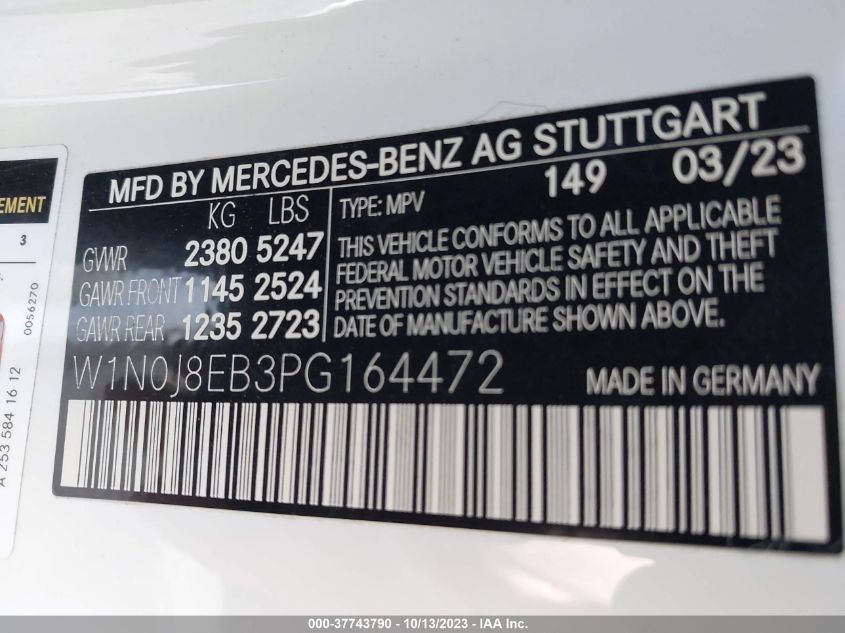 MFD BY MERCEDES-BENZ AG STUTTGART
149 03/23
KG LBS
GVWR 2380 5247
GAWR FRONT 1145 2524
GAWR REAR 1235 2723
TYPE: MPV
THIS VEHICLE CONFORMS TO ALL APPLICABLE
FEDERAL MOTOR VEHICLE SAFETY AND THEFT
PREVENTION STANDARDS IN EFFECT ON THE
DATE OF MANUFACTURE SHOWN ABOVE.
W1N0J8EB3PG164472
MADE IN GERMANY
EMENT
3
0056270
A 253 584 16 12
000-37743790 - 10/13/2023 - IAA Inc.